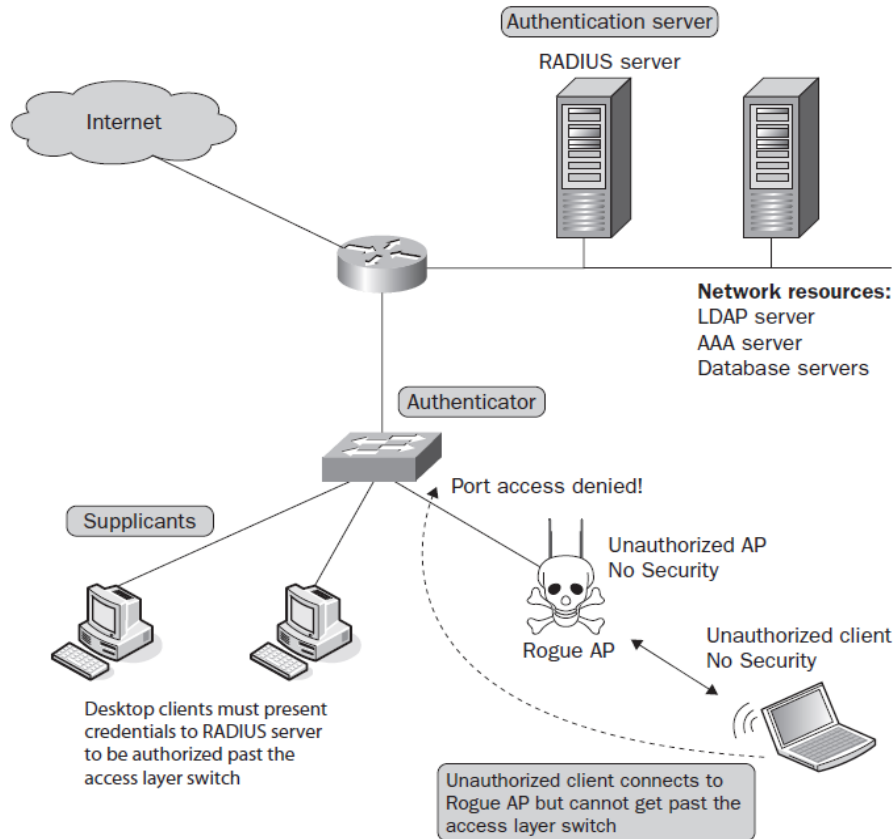 Authentication server
RADIUS server
Internet
Network resources:
LDAP server
AAA server
Database servers
Authenticator
Port access denied!
Supplicants
Unauthorized AP
No Security
Rogue AP
Unauthorized client
No Security
Desktop clients must present
credentials to RADIUS server
to be authorized past the
access layer switch
Unauthorized client connects to
Rogue AP but cannot get past the
access layer switch